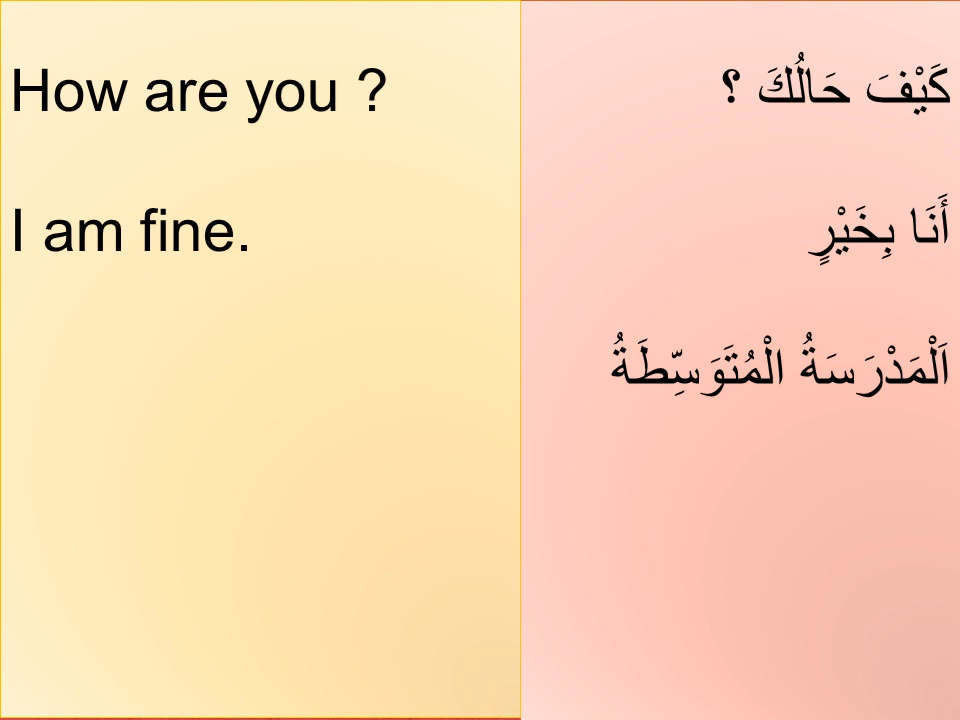 How are you ?
كَيْفَ حَالُكَ ؟
I am fine.
أَنَا بِخَيْرٍ
اَلْمَدْرَسَةُ الْمُتَوَسِّطَةُ